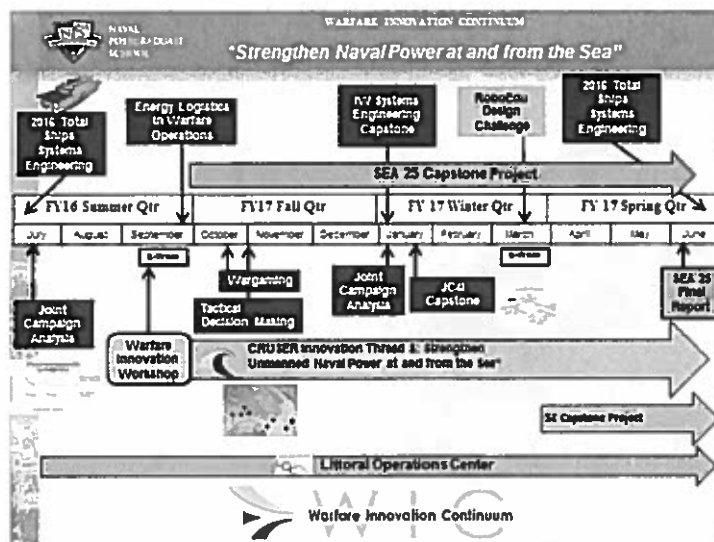 NAVAL
POSTGRADUATE
SCHOOL
WARFARE INNOVATION CONTINUUM
"Strengthen Naval Power at and from the Sea"
2016 Total
Ships
Systems
Engineering
Energy Logistics
in Warfare
Operations
Systems
Engineering
Capstone
RoboEdu
Design
Challenge
2016 Total
Ships
Systems
Engineering
SEA 25 Capstone Project
FY16 Summer Qtr
FY17 Fall Qtr
FY 17 Winter Qtr
FY 17 Spring Qtr
July
August
September
October
November
December
January
February
March
April
May
June
Joint
Campaign
Analysis
Warfare
Innovation
Workshop
Wargaming
Tactical
Decision Making
Joint
Campaign
Analysis
JC4I
Capstone
SEA 25
Final
Report
CRUSER Innovation Thread
Strengthen
Unmanned Naval Power at and from the Sea"
SE Capstone Project
Littoral Operations Center
WIC
Warfare Innovation Continuum